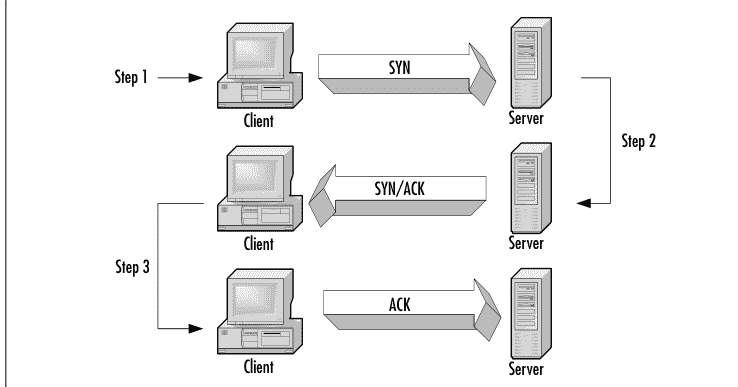 Step 1
SYN
Client
Server
Step 2
SYN/ACK
Client
Server
Step 3
ACK
Client
Server